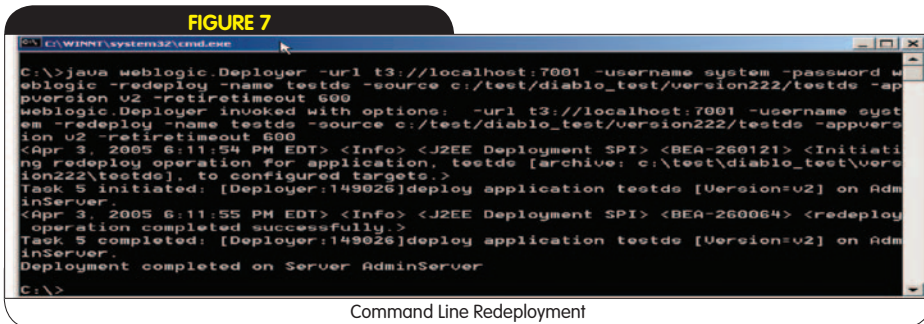 FIGURE 7
C:\WINNT\system32\cmd.exe
C:\>java weblogic.Deployer -url t3://localhost:7001 -username system -password w
eblogic -redeploy -name testds -source c:/test/diablo_test/version222/testds -ap
pversion v2 -retiretimeout 600
weblogic.Deployer invoked with options:  -url t3://localhost:7001 -username syst
em -redeploy -name testds -source c:/test/diablo_test/version222/testds -appvers
ion v2 -retiretimeout 600
<Apr 3, 2005 6:11:54 PM EDT> <Info> <J2EE Deployment SPI> <BEA-260121> <Initiati
ng redeploy operation for application, testds [archive: c:\test\diablo_test\vers
ion222\testds], to configured targets.>
Task 5 initiated: [Deployer:149026]deploy application testds [Version=v2] on Adm
inServer.
<Apr 3, 2005 6:11:55 PM EDT> <Info> <J2EE Deployment SPI> <BEA-260064> <redeploy
 operation completed successfully.>
Task 5 completed: [Deployer:149026]deploy application testds [Version=v2] on Adm
inServer.
Deployment completed on Server AdminServer
C:\>
Command Line Redeployment